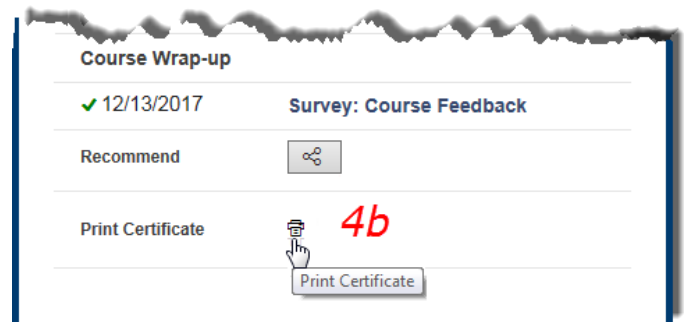 Course Wrap-up
12/13/2017 Survey: Course Feedback
Recommend
Print Certificate 4b
Print Certificate